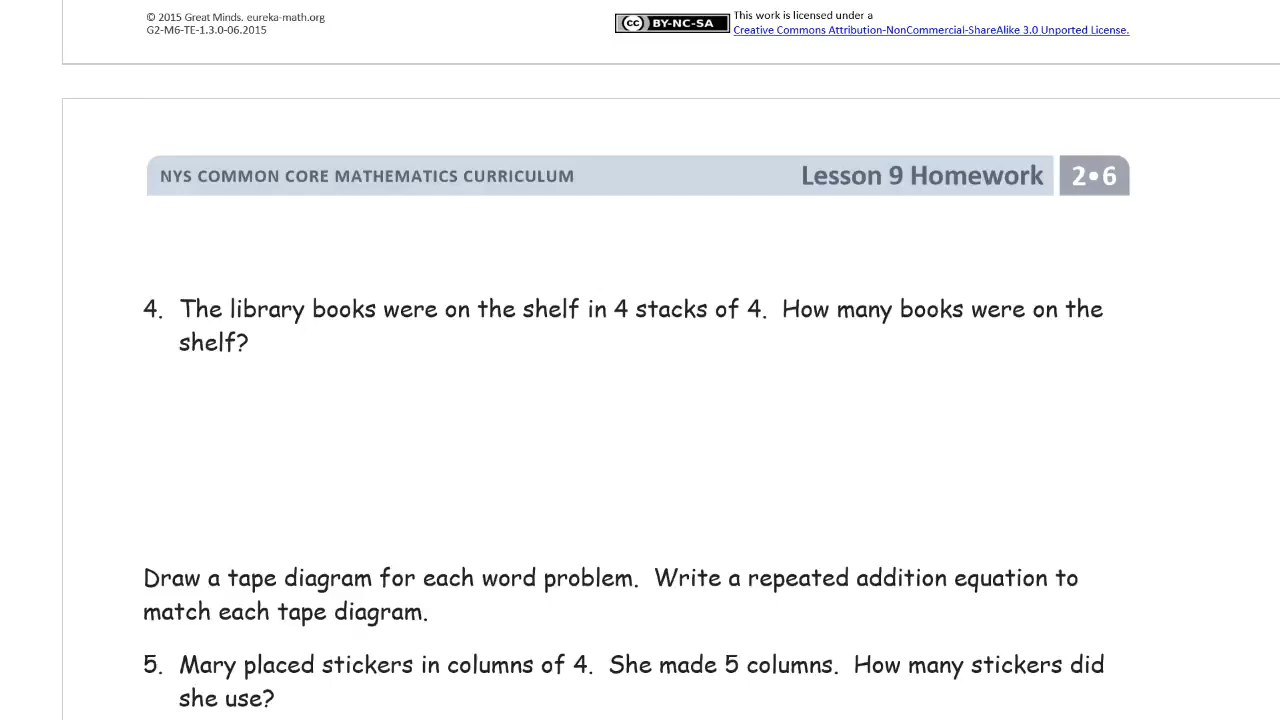 © 2015 Great Minds. eureka-math.org
G2-M6-TE-1.3.0-06.2015
cc BY-NC-SA
This work is licensed under a
Creative Commons Attribution-NonCommercial-ShareAlike 3.0 Unported License.
NYS COMMON CORE MATHEMATICS CURRICULUM Lesson 9 Homework 2•6
4. The library books were on the shelf in 4 stacks of 4. How many books were on the
shelf?
Draw a tape diagram for each word problem. Write a repeated addition equation to
match each tape diagram.
5. Mary placed stickers in columns of 4. She made 5 columns. How many stickers did
she use?